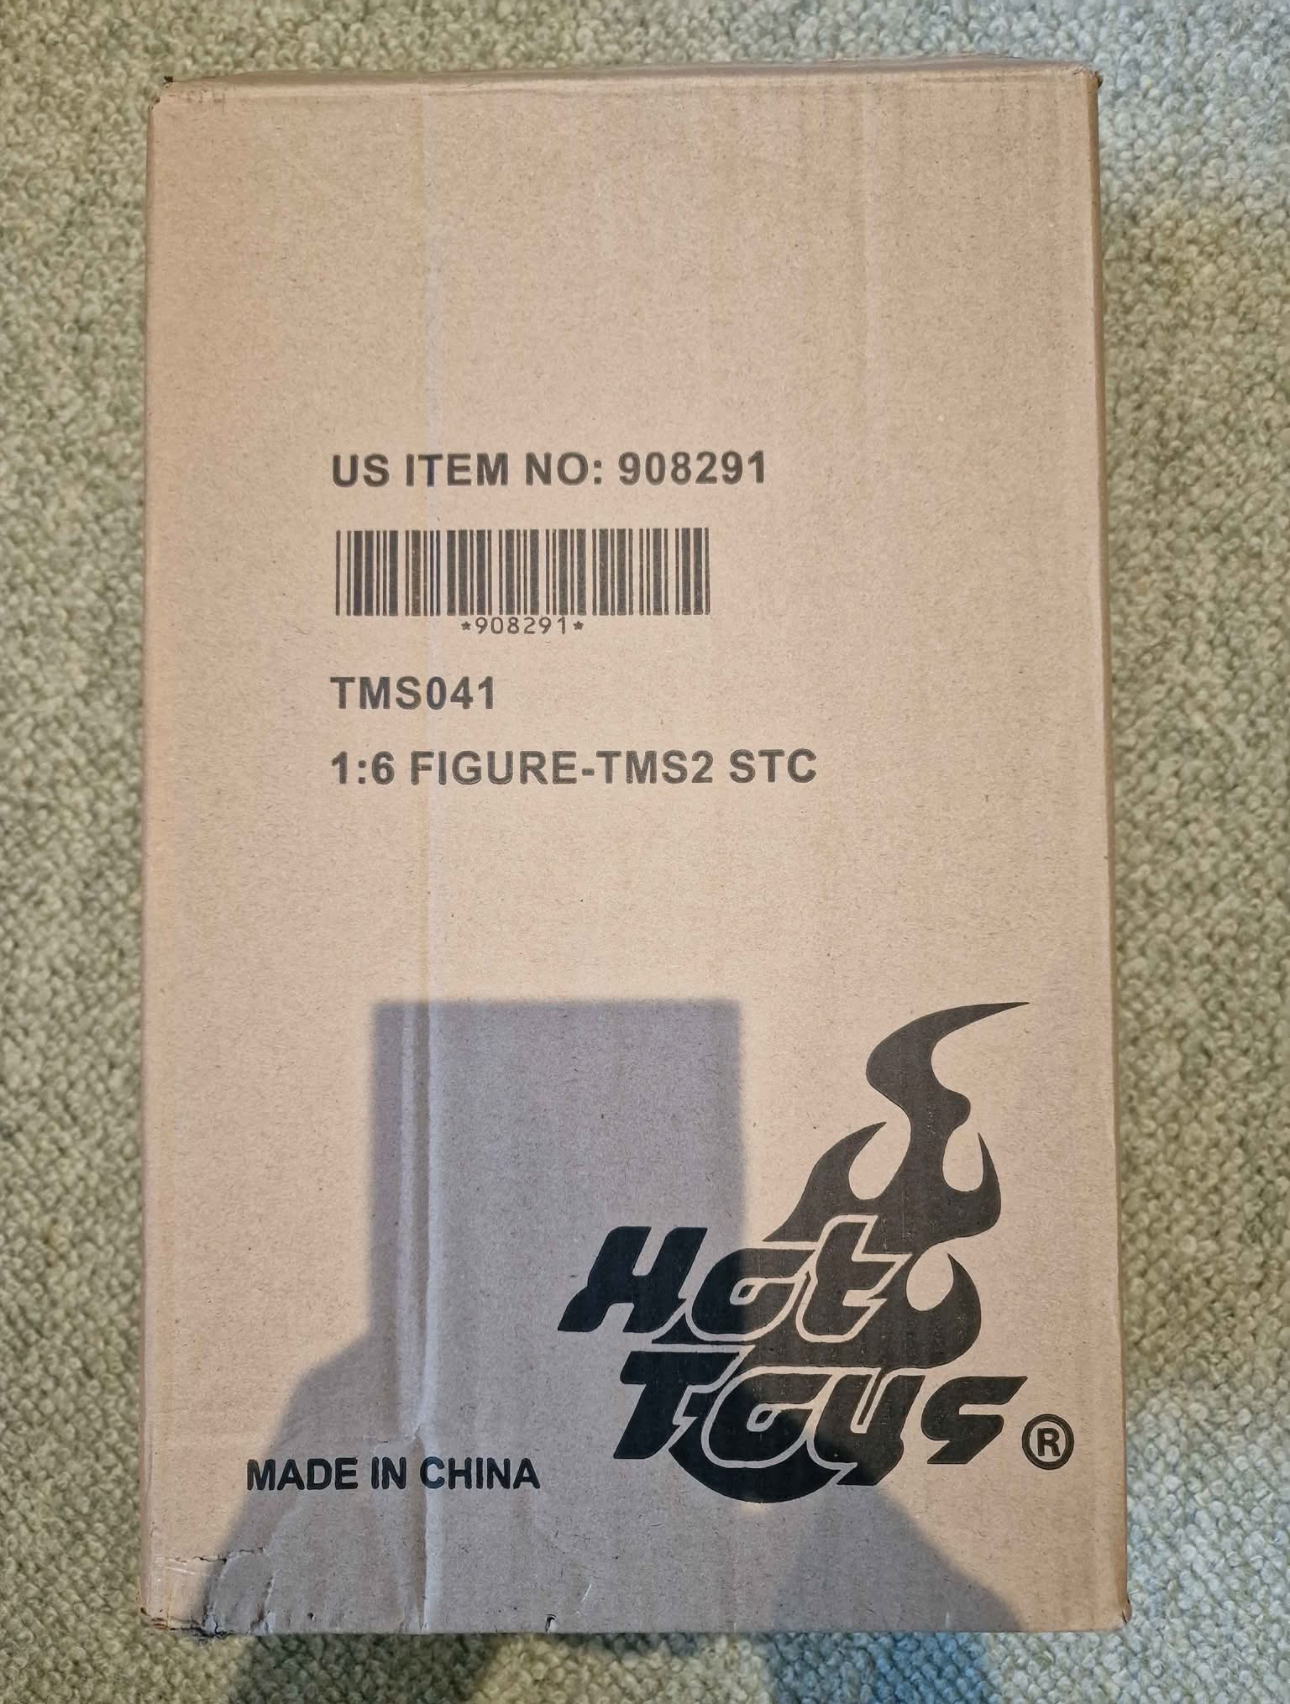 US ITEM NO: 908291
*908291*
TMS041
1:6 FIGURE-TMS2 STC
Hot
Toys®
MADE IN CHINA